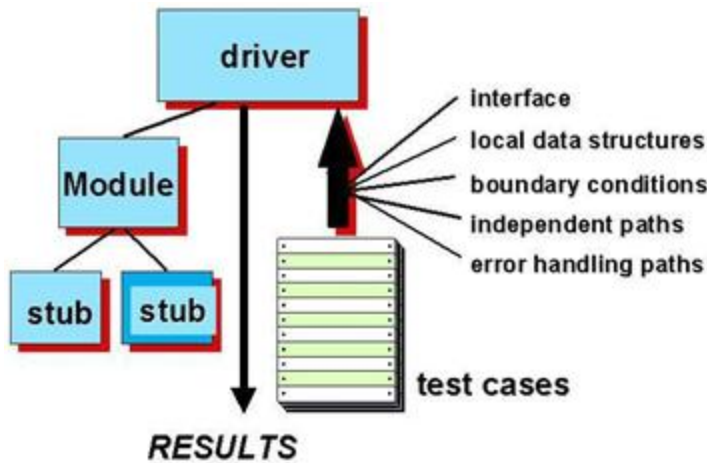 driver
interface
local data structures
Module
boundary conditions
independent paths
error handling paths
stub
stub
test cases
RESULTS